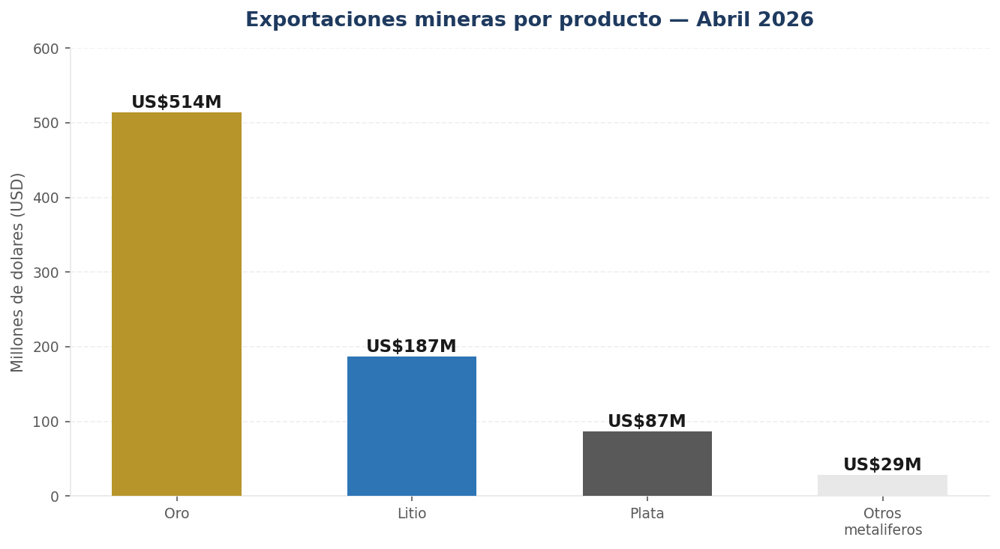 Exportaciones mineras por producto — Abril 2026
Millones de dolares (USD)
600
500
400
300
200
100
0
US$514M
US$187M
US$87M
US$29M
Oro
Litio
Plata
Otros
metaliferos